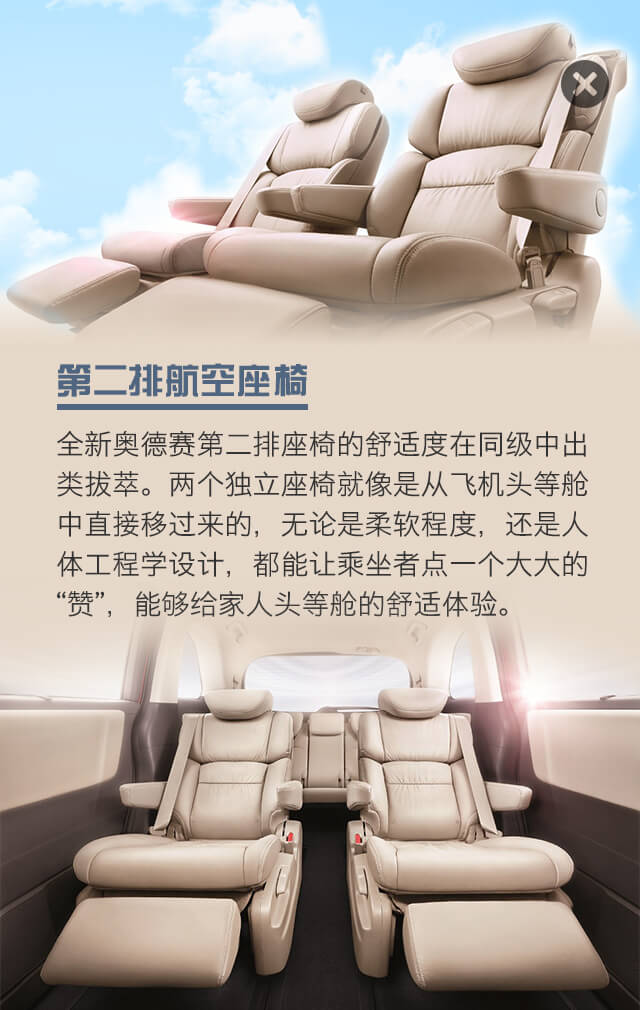 第二排航空座椅
全新奥德赛第二排座椅的舒适度在同级中出
类拔萃。两个独立座椅就像是从飞机头等舱
中直接移过来的，无论是柔软程度，还是人
体工程学设计，都能让乘坐者点一个大大的
“赞”，能够给家人头等舱的舒适体验。